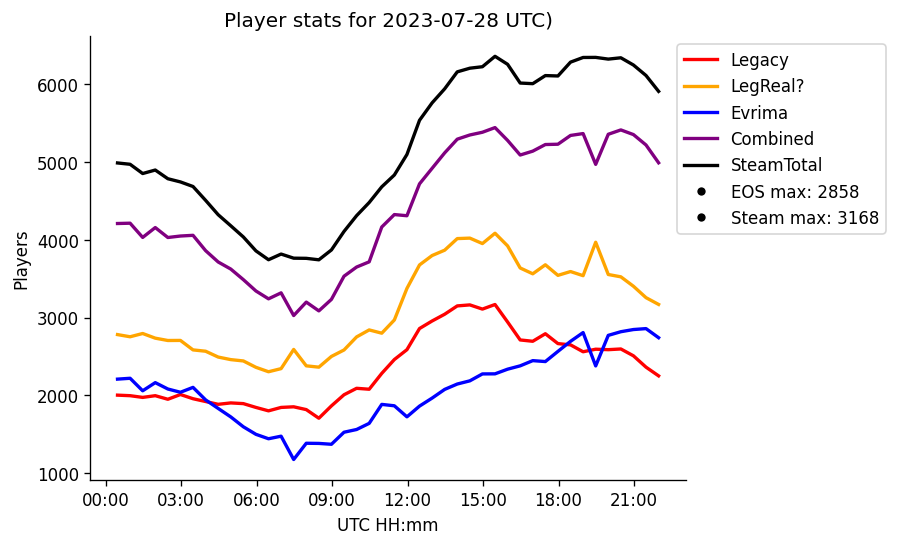 Player stats for 2023-07-28 UTC)
Players
6000
5000
4000
3000
2000
1000
00:00 03:00 06:00 09:00 12:00 15:00 18:00 21:00
UTC HH:mm
Legacy
LegReal?
Evrima
Combined
SteamTotal
EOS max: 2858
Steam max: 3168